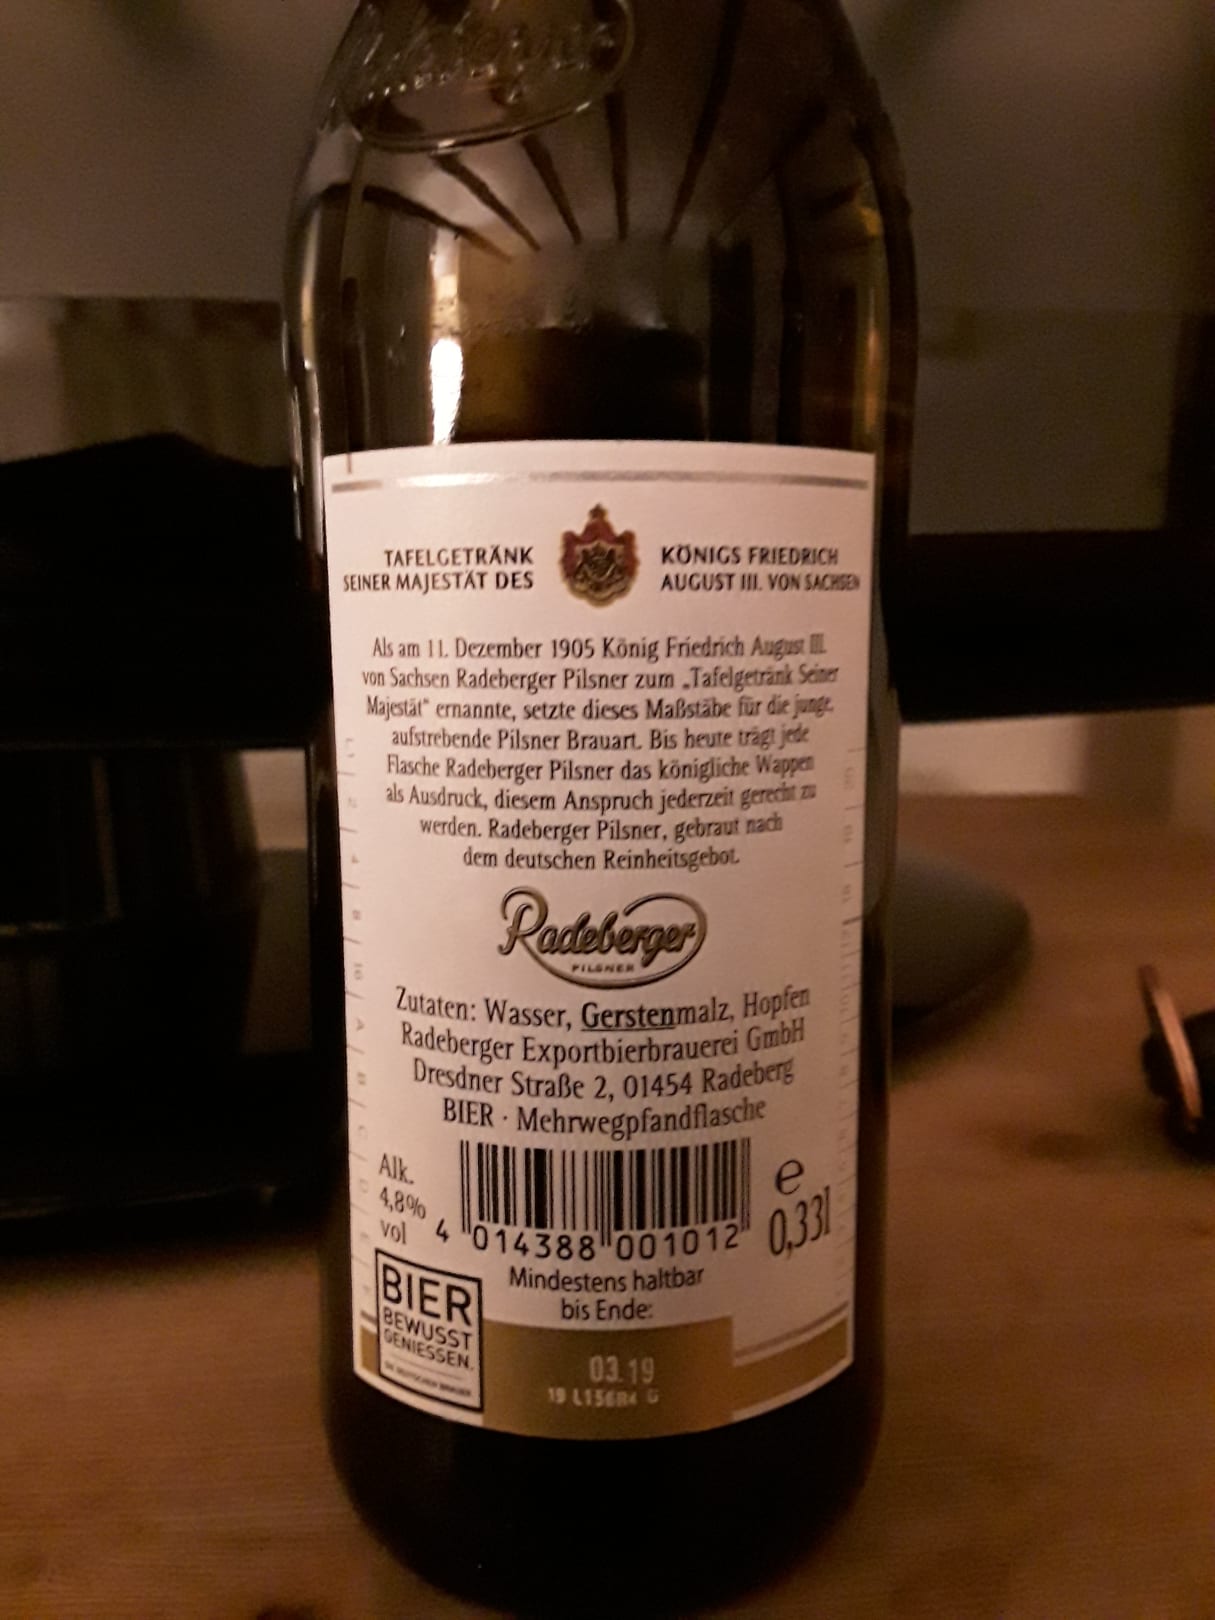 TAFELGETRÄNK
SEINER MAJESTÄT DES
KÖNIGS FRIEDRICH
AUGUST III. VON SACHSEN
Als am 11. Dezember 1905 König Friedrich August III.
von Sachsen Radeberger Pilsner zum „Tafelgetränk Seiner
Majestät“ ernannte, setzte dieses Maßstäbe für die junge,
aufstrebende Pilsner Brauart. Bis heute trägt jede
Flasche Radeberger Pilsner das königliche Wappen
als Ausdruck, diesem Anspruch jederzeit gerecht zu
werden. Radeberger Pilsner, gebraut nach
dem deutschen Reinheitsgebot.
Radeberger
PILSNER
Zutaten: Wasser, Gerstenmalz, Hopfen
Radeberger Exportbierbrauerei GmbH
Dresdner Straße 2, 01454 Radeberg
BIER · Mehrwegpfandflasche
Alk.
4,8%
vol
4 014388 001012
e
0,33l
Mindestens haltbar
bis Ende:
BIER
BEWUSST
GENIESSEN.
DIE DEUTSCHEN BRAUER
03.19